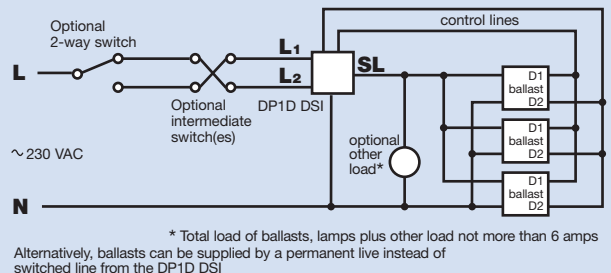 Optional
2-way switch
control lines
L
L1
L2
SL
DP1D DSI
Optional
intermediate
switch(es)
D1
ballast
D2
D1
ballast
D2
D1
ballast
D2
optional
other
load*
~ 230 VAC
N
* Total load of ballasts, lamps plus other load not more than 6 amps
Alternatively, ballasts can be supplied by a permanent live instead of
switched line from the DP1D DSI